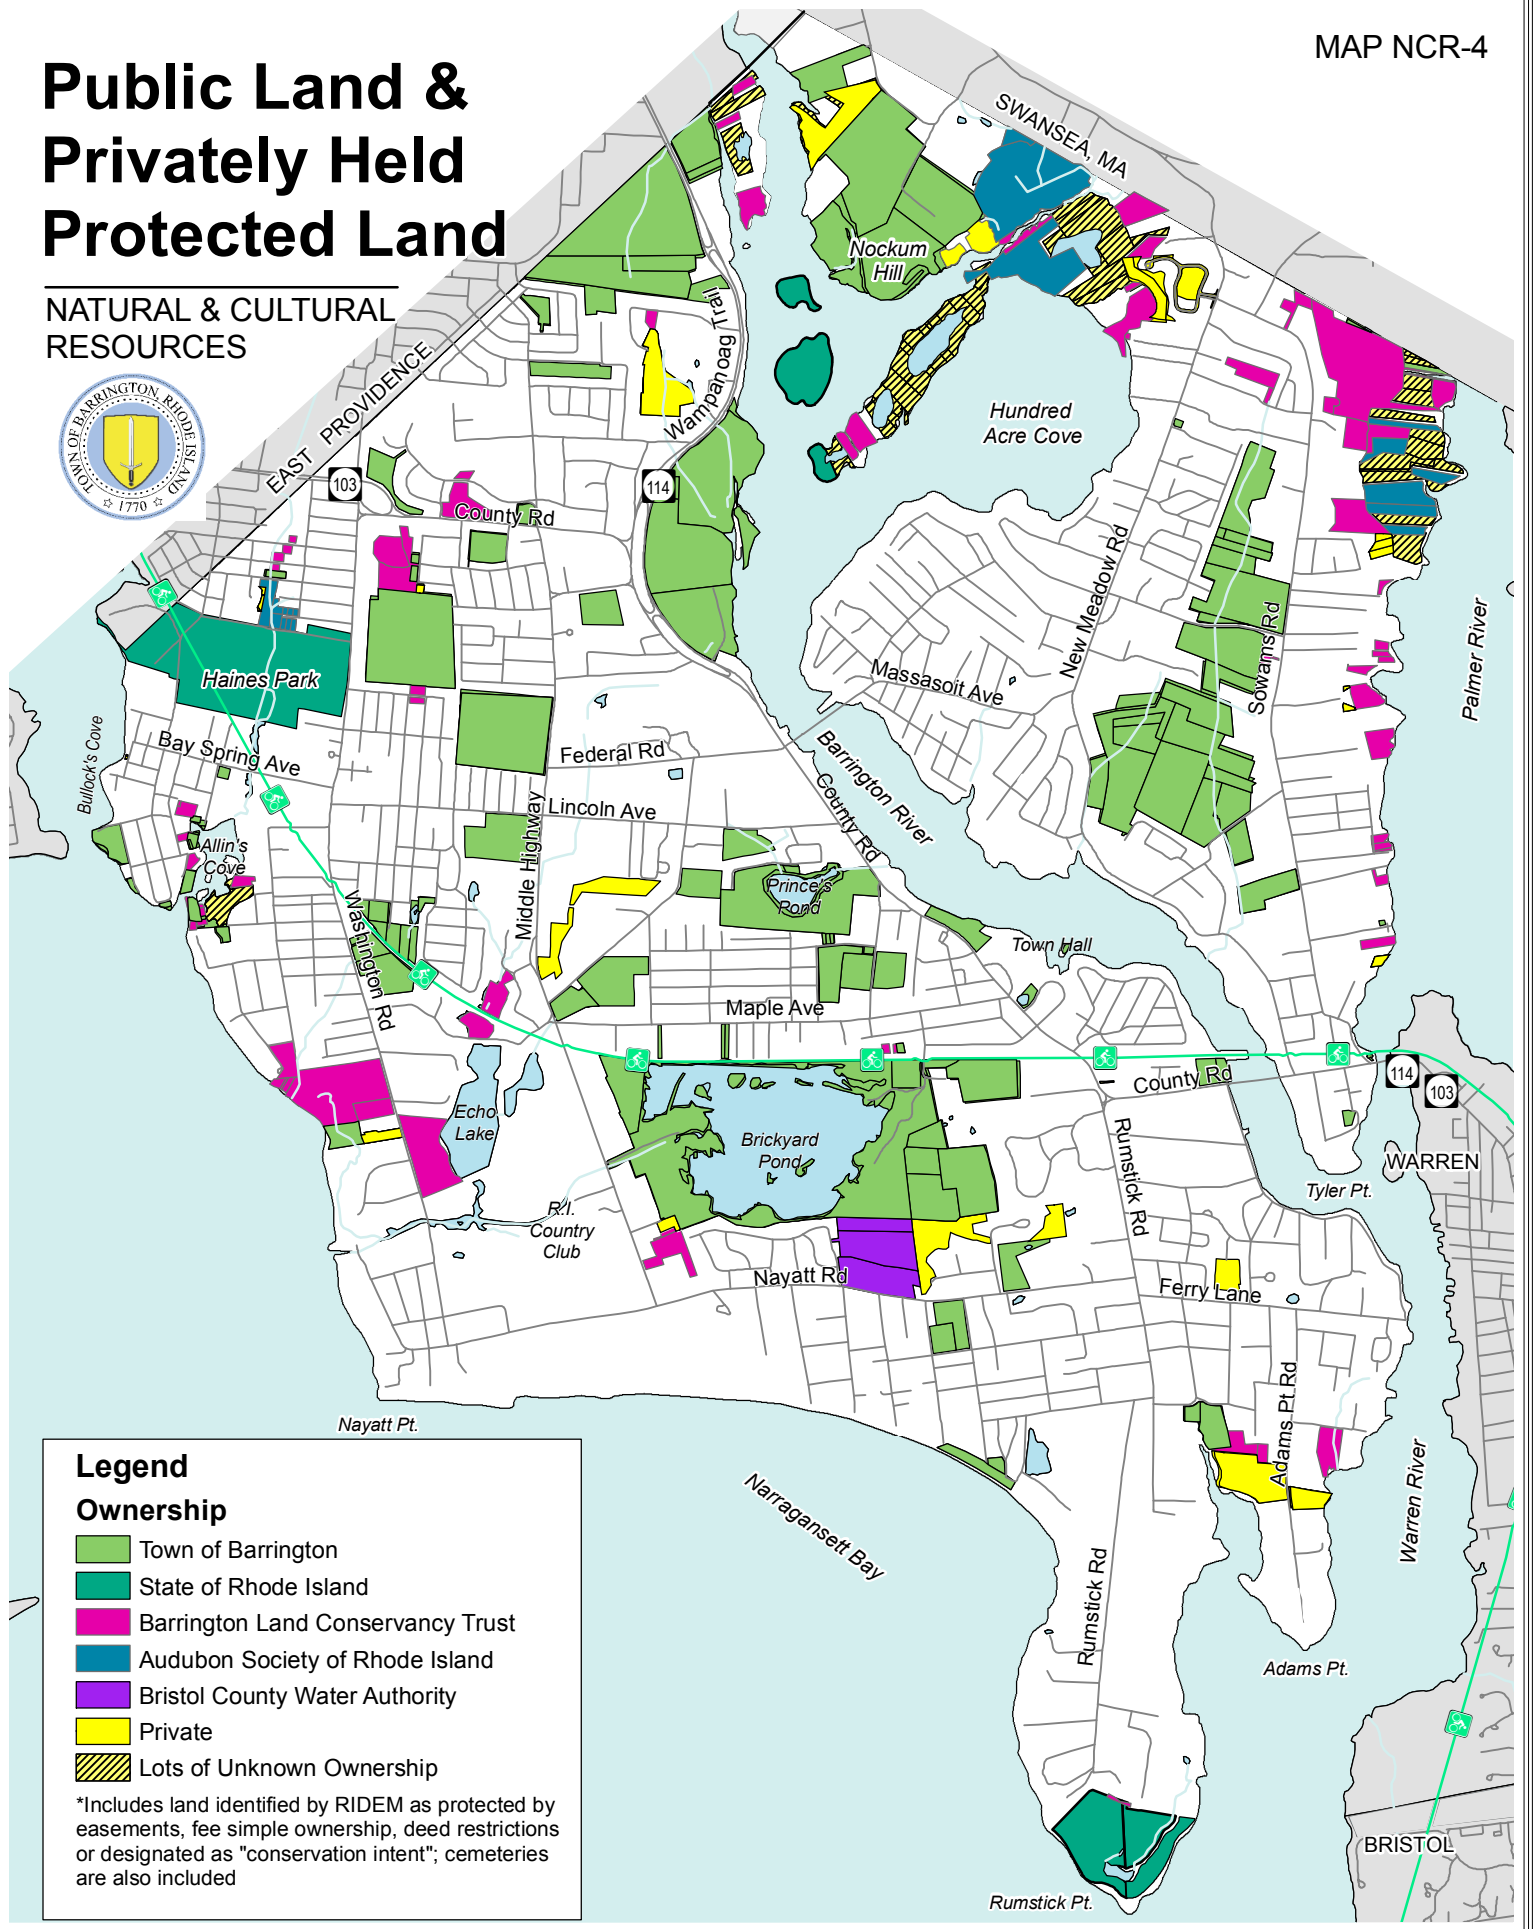 MAP NCR-4
Public Land &
Privately Held
Protected Land
NATURAL & CULTURAL
RESOURCES
TOWN OF BARRINGTON, RHODE ISLAND
☆ 1770 ☆
SWANSEA, MA
EAST PROVIDENCE
Nockum
Hill
Wampanoag Trail
Hundred
Acre Cove
103
114
County Rd
New Meadow Rd
Sowams Rd
Palmer River
Haines Park
Massasoit Ave
Bullock's Cove
Bay Spring Ave
Federal Rd
Barrington River
County Rd
Lincoln Ave
Middle Highway
Allin's
Cove
Prince's
Pond
Washington Rd
Town Hall
Maple Ave
County Rd
114
103
Echo
Lake
Brickyard
Pond
Rumstick Rd
WARREN
Tyler Pt.
R.I.
Country
Club
Nayatt Rd
Ferry Lane
Adams Pt Rd
Nayatt Pt.
Narragansett Bay
Warren River
Rumstick Rd
Adams Pt.
BRISTOL
Rumstick Pt.
Legend
Ownership
Town of Barrington
State of Rhode Island
Barrington Land Conservancy Trust
Audubon Society of Rhode Island
Bristol County Water Authority
Private
Lots of Unknown Ownership
*Includes land identified by RIDEM as protected by
easements, fee simple ownership, deed restrictions
or designated as "conservation intent"; cemeteries
are also included